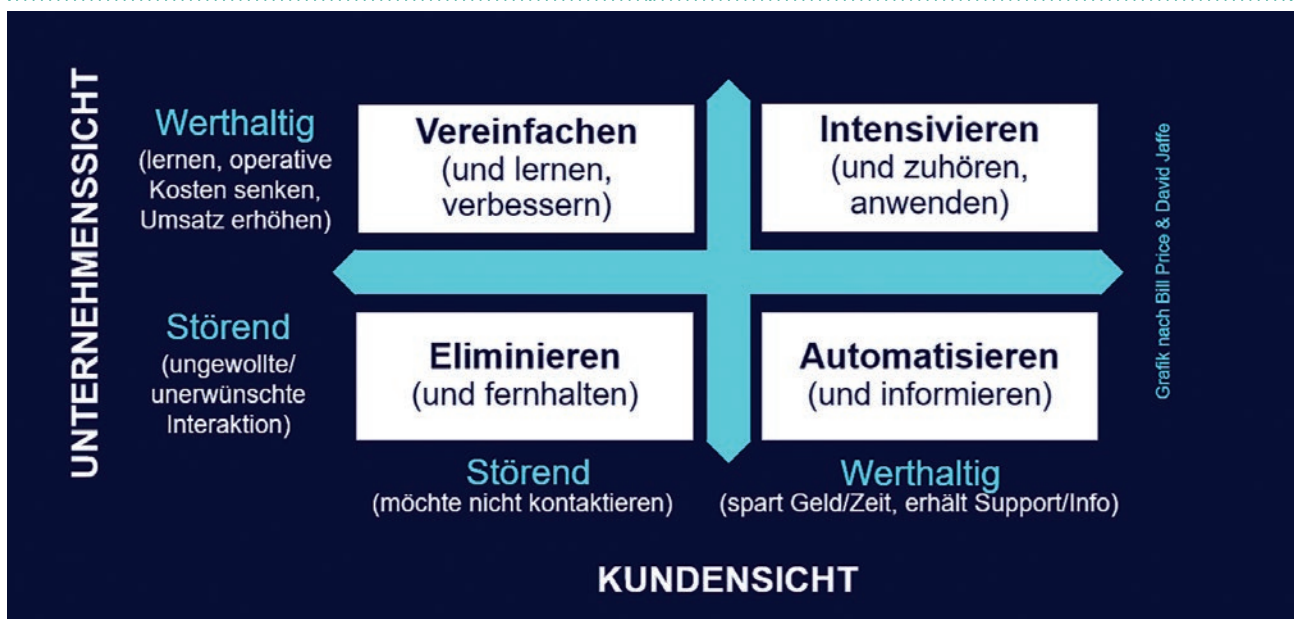 UNTERNEHMENSSICHT
Werthaltig
(lernen, operative
Kosten senken,
Umsatz erhöhen)
Vereinfachen
(und lernen,
verbessern)
Intensivieren
(und zuhören,
anwenden)
Störend
(ungewollte/
unerwünschte
Interaktion)
Eliminieren
(und fernhalten)
Automatisieren
(und informieren)
Störend
(möchte nicht kontaktieren)
Werthaltig
(spart Geld/Zeit, erhält Support/Info)
KUNDENSICHT
Grafik nach Bill Price & David Jaffe